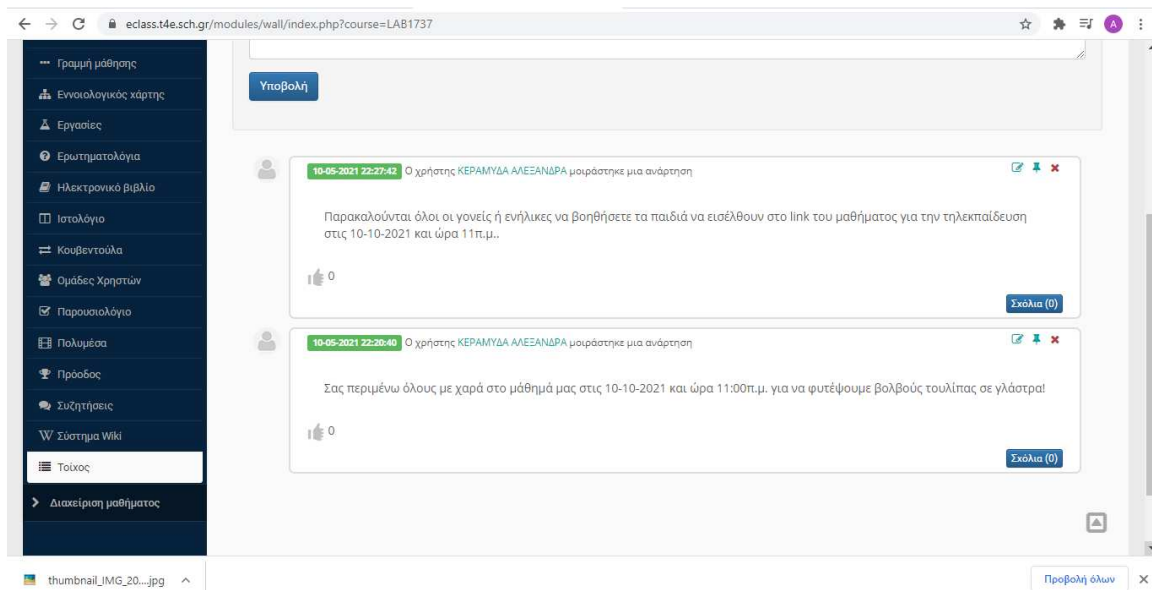 eclass.t4e.sch.gr/modules/wall/index.php?course=LAB1737
A
Γραμμή μάθησης
Εννοιολογικός χάρτης
Εργασίες
Ερωτηματολόγια
Ηλεκτρονικό βιβλίο
Ιστολόγιο
Κουβεντούλα
Ομάδες Χρηστών
Παρουσιολόγιο
Πολυμέσα
Πρόοδος
Συζητήσεις
W Σύστημα Wiki
Τοίχος
Διαχείριση μαθήματος
Υποβολή
10-05-2021 22:27:42 Ο χρήστης ΚΕΡΑΜΥΔΑ ΑΛΕΞΑΝΔΡΑ μοιράστηκε μια ανάρτηση
Παρακαλούνται όλοι οι γονείς ή ενήλικες να βοηθήσετε τα παιδιά να εισέλθουν στο link του μαθήματος για την τηλεκπαίδευση
στις 10-10-2021 και ώρα 11π.μ..
0
Σχόλια (0)
10-05-2021 22:20:40 Ο χρήστης ΚΕΡΑΜΥΔΑ ΑΛΕΞΑΝΔΡΑ μοιράστηκε μια ανάρτηση
Σας περιμένω όλους με χαρά στο μάθημά μας στις 10-10-2021 και ώρα 11:00π.μ. για να φυτέψουμε βολβούς τουλίπας σε γλάστρα!
0
Σχόλια (0)
thumbnail_IMG_20....jpg
Προβολή όλων